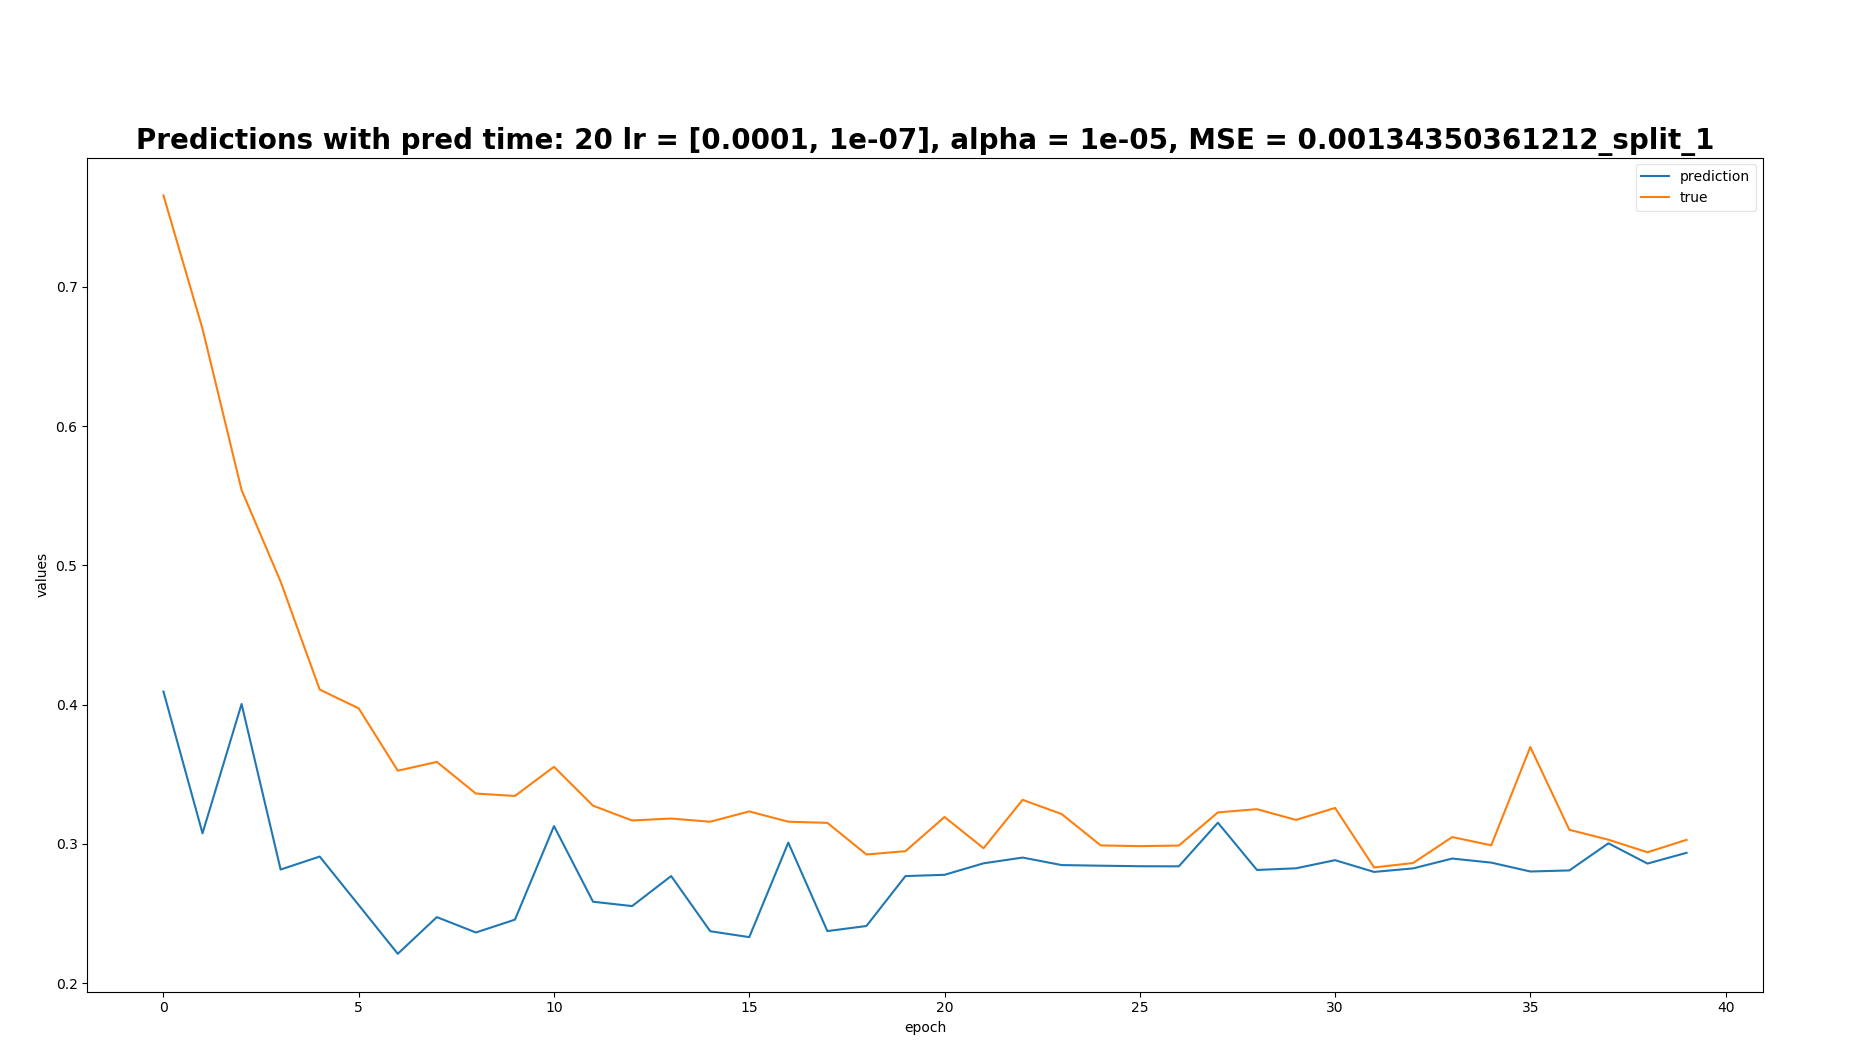 Predictions with pred time: 20 lr = [0.0001, 1e-07], alpha = 1e-05, MSE = 0.00134350361212_split_1
prediction
true
0.7
0.6
0.5
0.4
0.3
0.2
values
0 5 10 15 20 25 30 35 40
epoch